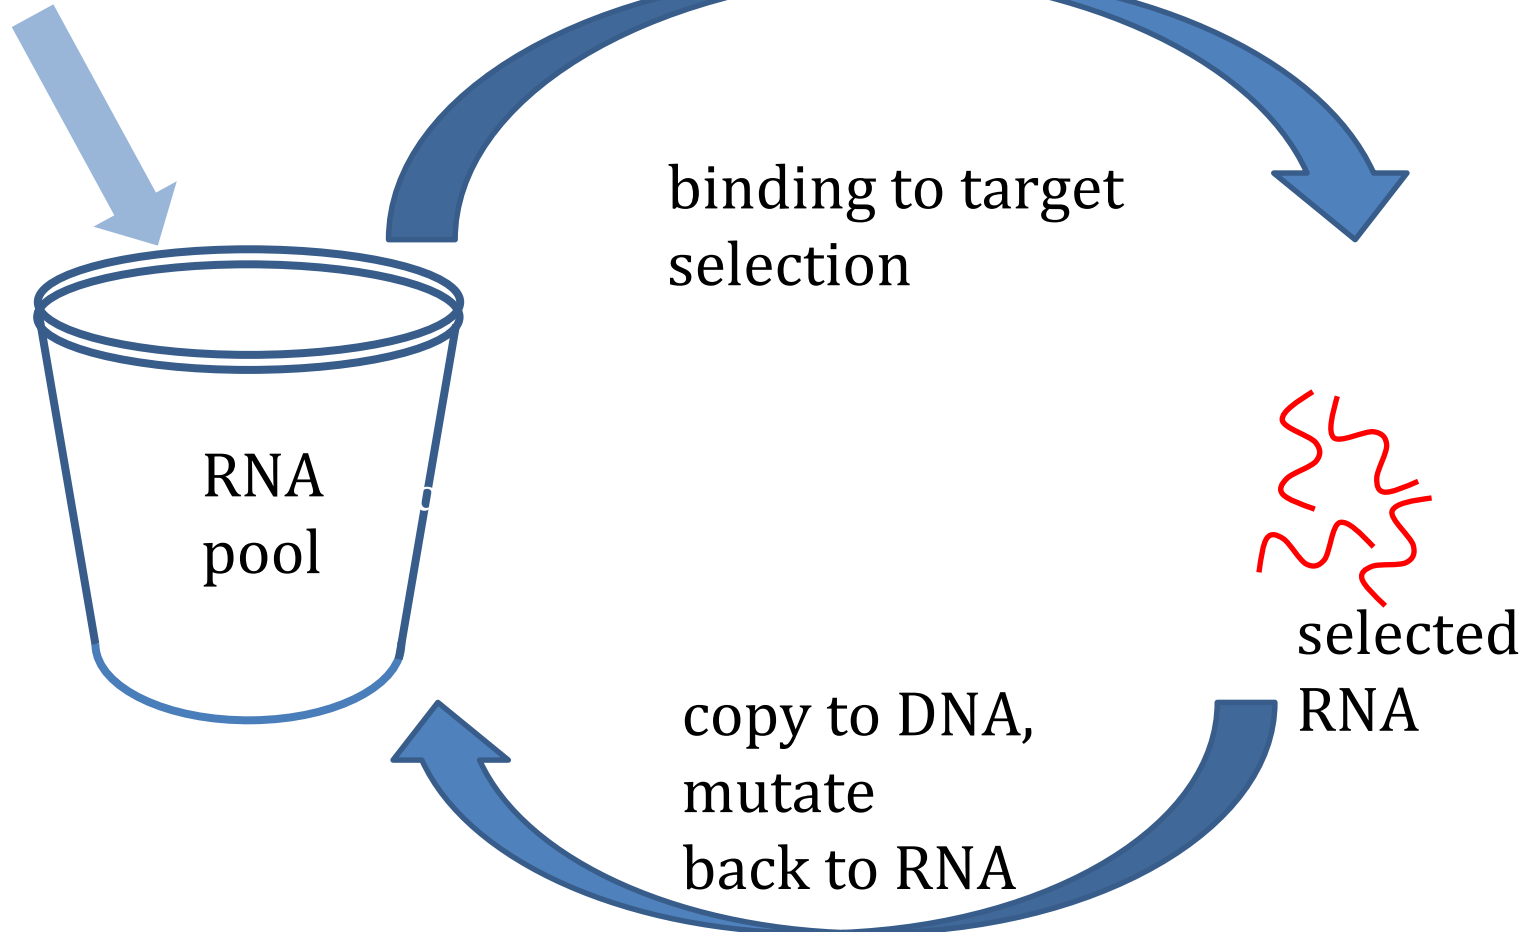 binding to target
selection
RNA
pool
selected
RNA
copy to DNA,
mutate
back to RNA